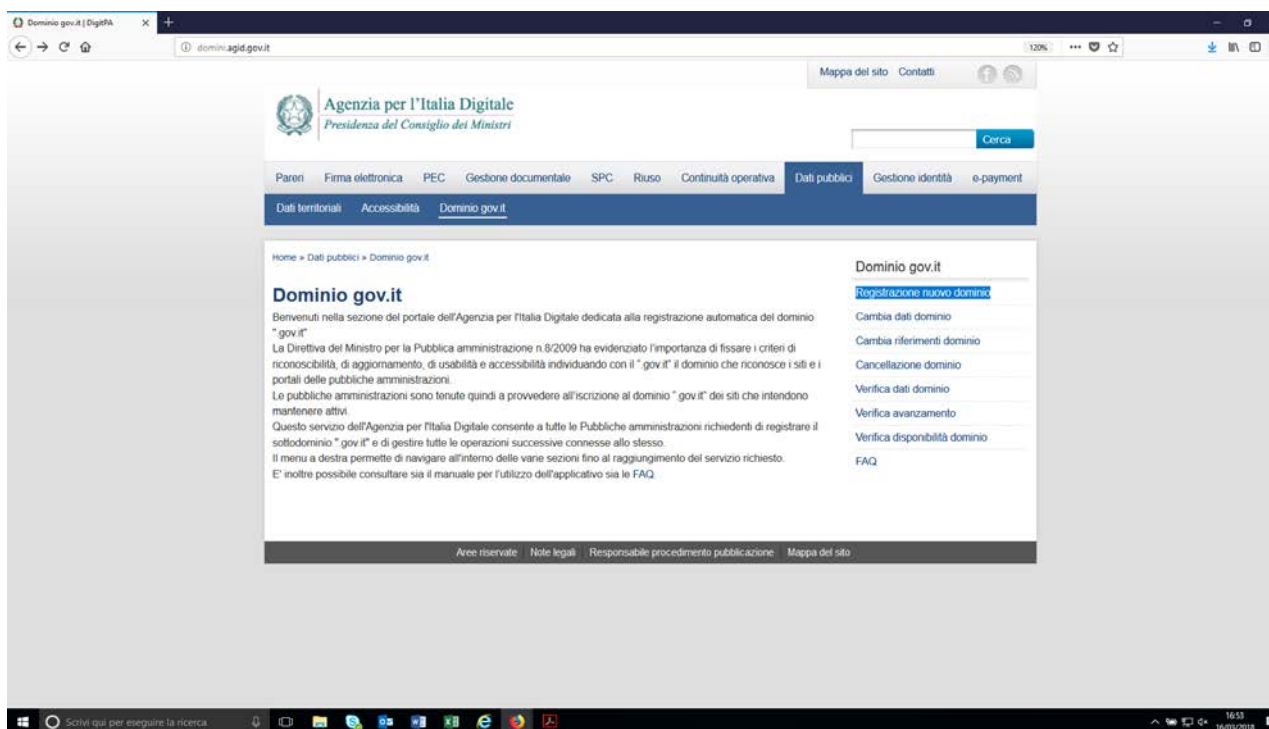 Dominio gov.it | DigitPA
domini.agid.gov.it
120%
Mappa del sito Contatti
Agenzia per l'Italia Digitale
Presidenza del Consiglio dei Ministri
Cerca
Pareri Firma elettronica PEC Gestione documentale SPC Riuso Continuità operativa Dati pubblici Gestione identità e-payment
Dati territoriali Accessibilità Dominio gov.it
Home » Dati pubblici » Dominio gov.it
Dominio gov.it
Benvenuti nella sezione del portale dell'Agenzia per l'Italia Digitale dedicata alla registrazione automatica del dominio
".gov.it"
La Direttiva del Ministro per la Pubblica amministrazione n.8/2009 ha evidenziato l'importanza di fissare i criteri di
riconoscibilità, di aggiornamento, di usabilità e accessibilità individuando con il ".gov.it" il dominio che riconosce i siti e i
portali delle pubbliche amministrazioni.
Le pubbliche amministrazioni sono tenute quindi a provvedere all'iscrizione al dominio ".gov.it" dei siti che intendono
mantenere attivi.
Questo servizio dell'Agenzia per l'Italia Digitale consente a tutte le Pubbliche amministrazioni richiedenti di registrare il
sottodominio ".gov.it" e di gestire tutte le operazioni successive connesse allo stesso.
Il menu a destra permette di navigare all'interno delle varie sezioni fino al raggiungimento del servizio richiesto.
E' inoltre possibile consultare sia il manuale per l'utilizzo dell'applicativo sia le FAQ.
Dominio gov.it
Registrazione nuovo dominio
Cambia dati dominio
Cambia riferimenti dominio
Cancellazione dominio
Verifica dati dominio
Verifica avanzamento
Verifica disponibilità dominio
FAQ
Aree riservate Note legali Responsabile procedimento pubblicazione Mappa del sito
Scrivi qui per eseguire la ricerca
16:53
16/03/2018